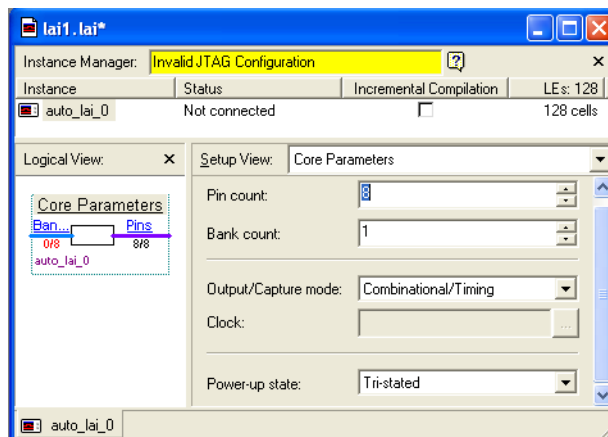 lai1.lai*
Instance Manager: Invalid JTAG Configuration
Instance Status Incremental Compilation LEs: 128
auto_lai_0 Not connected 128 cells
Logical View: Setup View: Core Parameters
Core Parameters
Ban... Pins
0/8 8/8
auto_lai_0
Pin count: 8
Bank count: 1
Output/Capture mode: Combinational/Timing
Clock: ...
Power-up state: Tri-stated
auto_lai_0